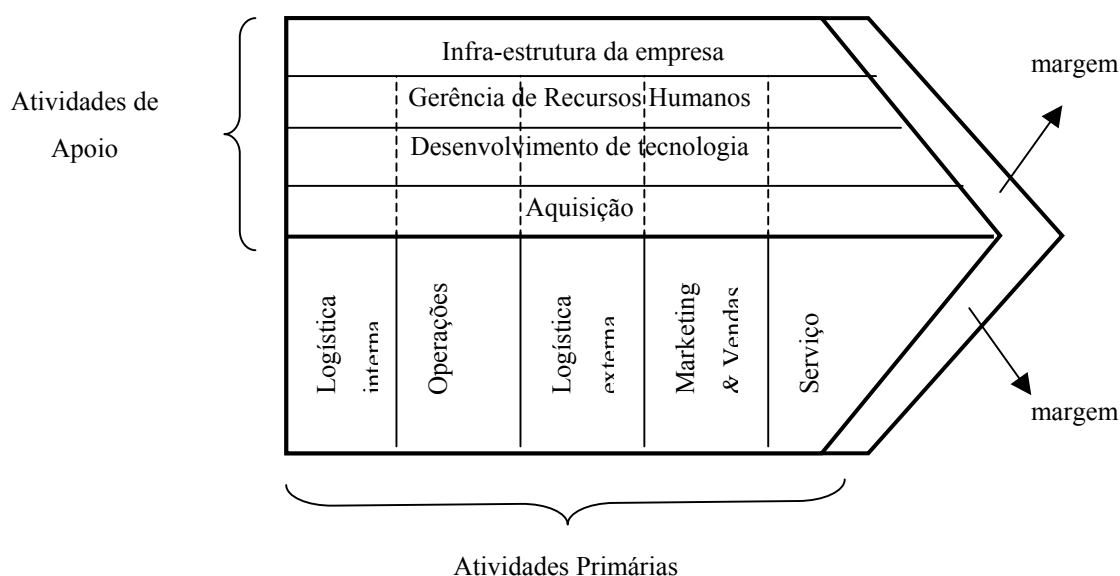 Infra-estrutura da empresa
margem
Gerência de Recursos Humanos
Atividades de
Apoio
Desenvolvimento de tecnologia
Aquisição
Logística
interna
Operações
Logística
externa
Marketing
& Vendas
Serviço
margem
Atividades Primárias